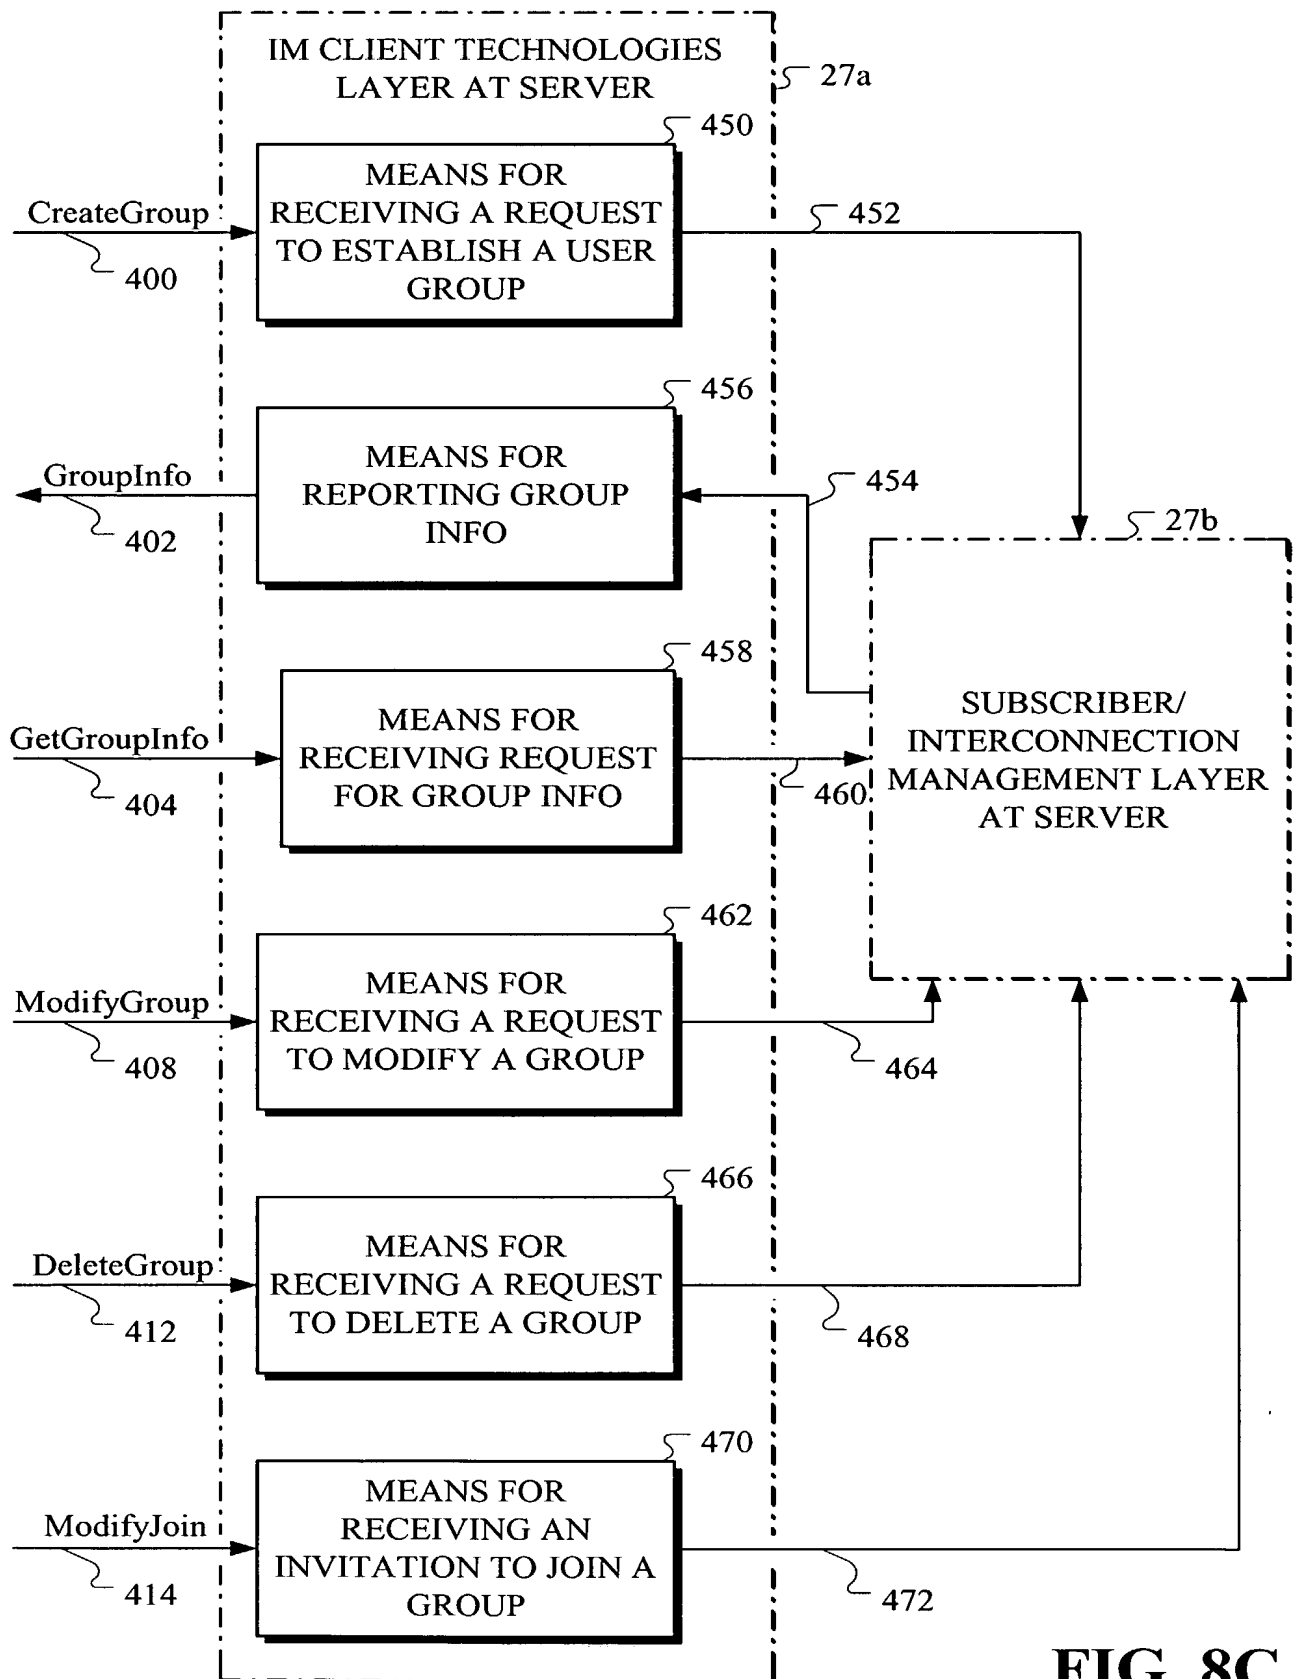 IM CLIENT TECHNOLOGIES
LAYER AT SERVER
27a
450
MEANS FOR
RECEIVING A REQUEST
TO ESTABLISH A USER
GROUP
CreateGroup
400
452
456
MEANS FOR
REPORTING GROUP
INFO
GroupInfo
402
454
27b
458
MEANS FOR
RECEIVING REQUEST
FOR GROUP INFO
GetGroupInfo
404
460
SUBSCRIBER/
INTERCONNECTION
MANAGEMENT LAYER
AT SERVER
462
MEANS FOR
RECEIVING A REQUEST
TO MODIFY A GROUP
ModifyGroup
408
464
466
MEANS FOR
RECEIVING A REQUEST
TO DELETE A GROUP
DeleteGroup
412
468
470
MEANS FOR
RECEIVING AN
INVITATION TO JOIN A
GROUP
ModifyJoin
414
472
FIG. 8C